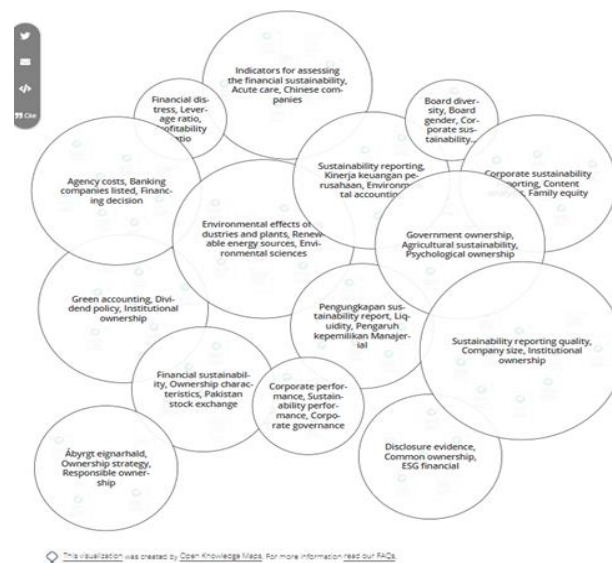 Cite
Indicators for assessing
the financial sustainability,
Acute care, Chinese com-
panies
Financial dis-
tress, Lever-
age ratio,
ofitability
atio
Board diver-
sity, Board
gender, Cor-
porate sus-
tainability...
Agency costs, Banking
companies listed, Financ-
ing decision
Sustainability reporting,
Kinerja keuangan pe-
rusahaan, Environm
tal accountin
Corporate sustainability
porting, Content
Family equity
Environmental effects of
dustries and plants, Renew-
able energy sources, Envi-
ronmental sciences
Government ownership,
Agricultural sustainability,
Psychological ownership
Green accounting, Divi-
dend policy, Institutional
ownership
Pengungkapan sus-
tainability report, Liq-
uidity, Pengaruh
kepemilikan Manajer-
ial
Sustainability reporting quality,
Company size, Institutional
ownership
Financial sustainabil-
ity, Ownership charac-
teristics, Pakistan
stock exchange
Corporate perfor-
mance, Sustain-
ability perfor-
mance, Corpo-
rate governance
Ábyrgt eignarhald,
Ownership strategy,
Responsible owner-
ship
Disclosure evidence,
Common ownership,
ESG financial
This visualization was created by Open Knowledge Maps. For more information read our FAQs.